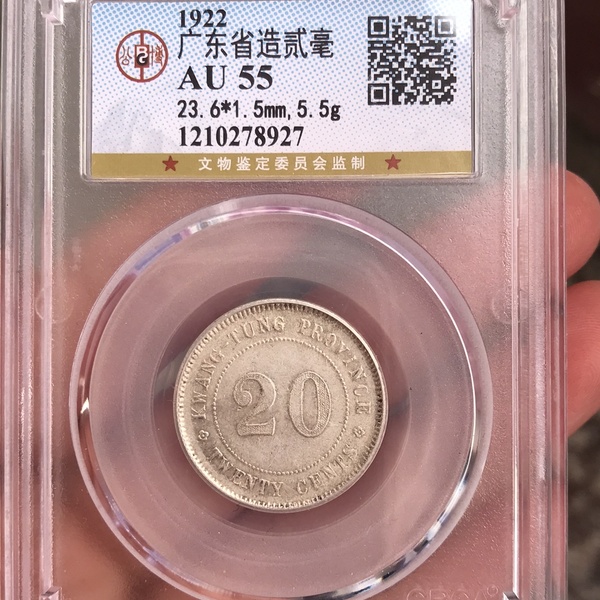 1922
广东省造贰毫
AU 55
23.6*1.5mm,5.5g
1210278927
文物鉴定委员会监制
KWANG-TUNG PROVINCE
20
TWENTY CENTS